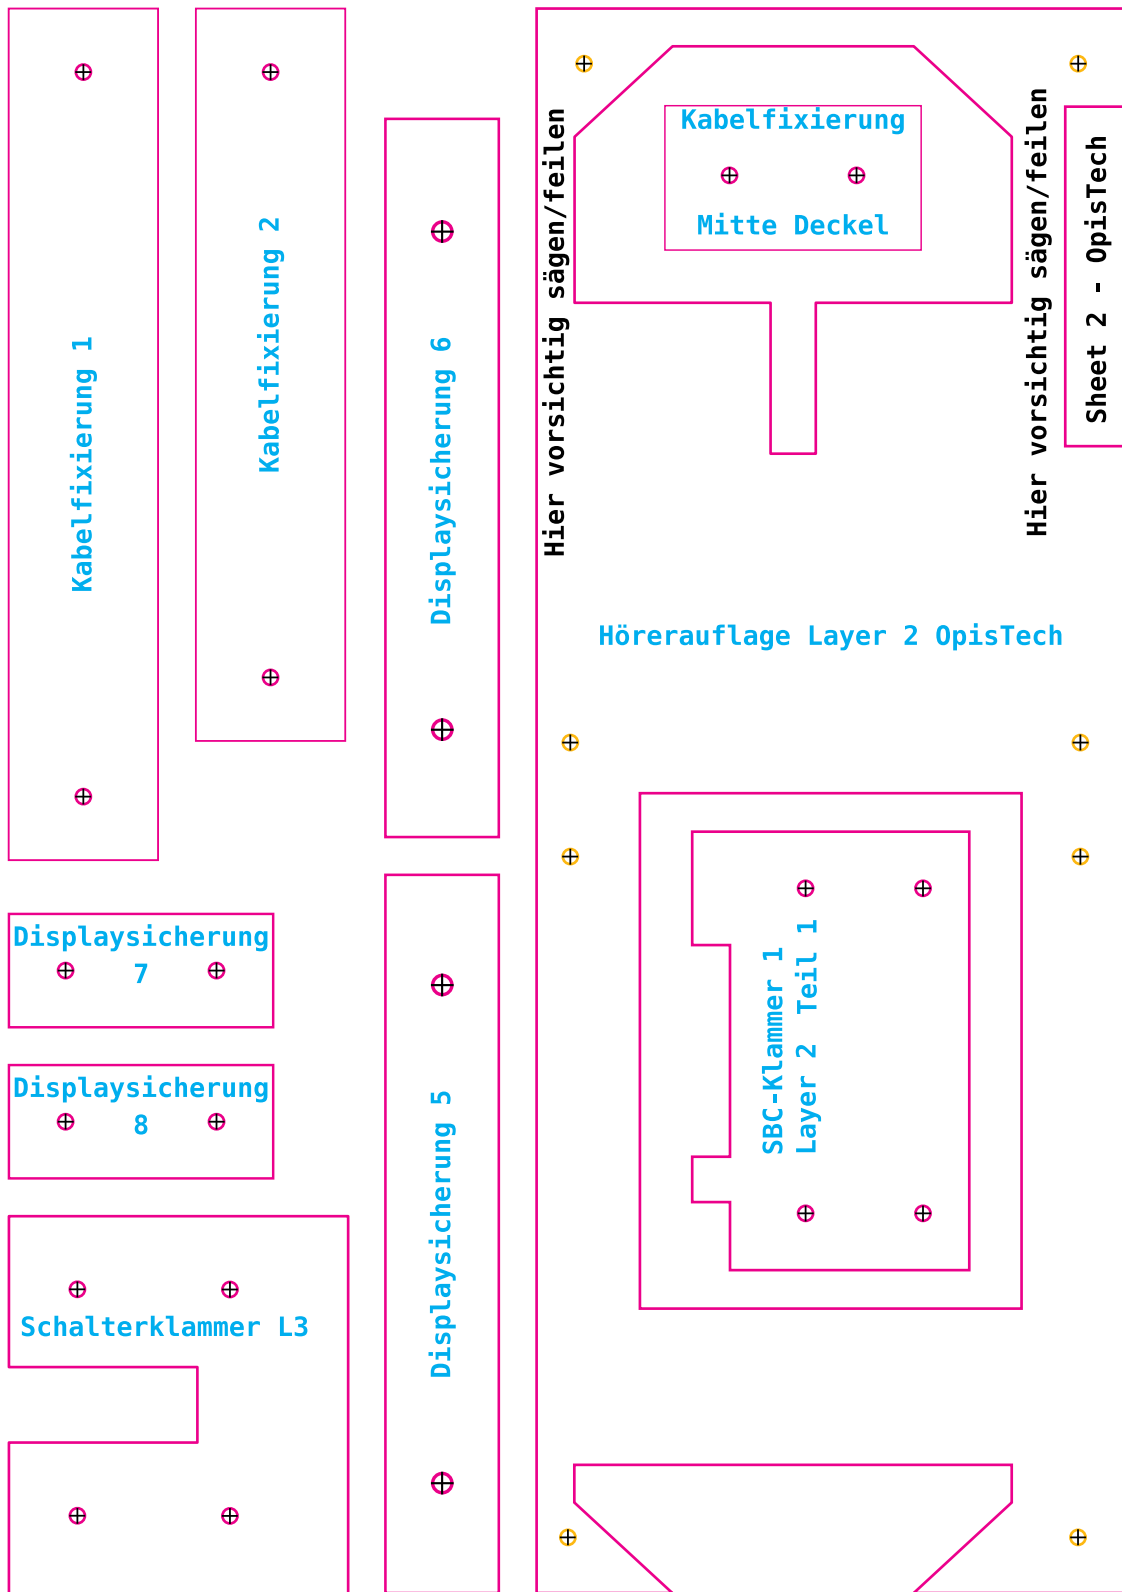 Kabelfixierung 1
Kabelfixierung 2
Displaysicherung 6
Hier vorsichtig sägen/feilen
Kabelfixierung
Mitte Deckel
Hier vorsichtig sägen/feilen
Sheet 2 - OpisTech
Hörerauflage Layer 2 OpisTech
Displaysicherung
7
Displaysicherung
8
Displaysicherung 5
SBC-Klammer 1
Layer 2 Teil 1
Schalterklammer L3